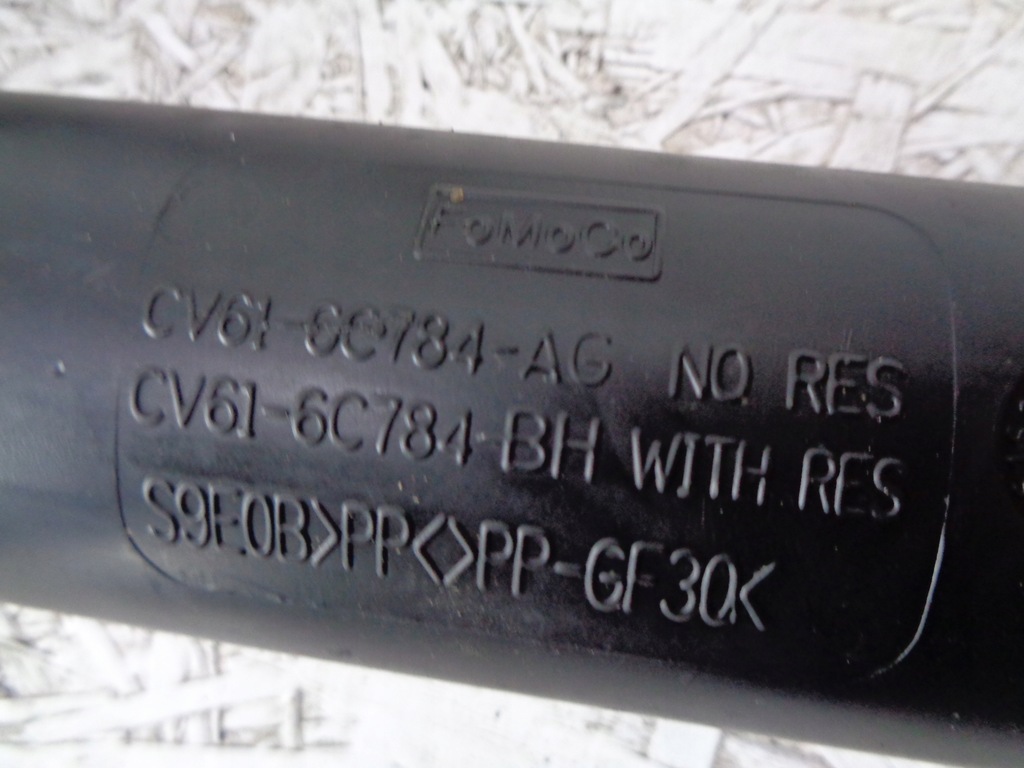 FoMoCo
CV61-6C784-AG NO RES
CV61-6C784-BH WITH RES
S9E0B>PP<>PP-GF30<